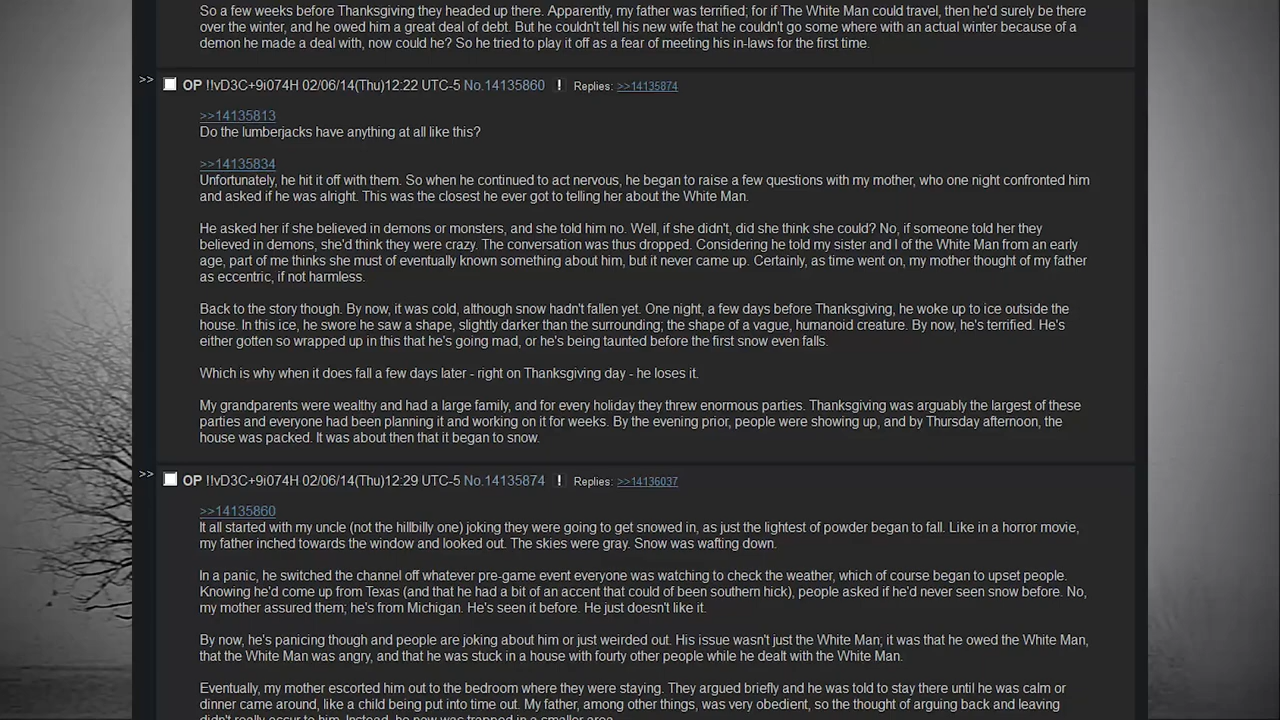 So a few weeks before Thanksgiving they headed up there. Apparently, my father was terrified; for if The White Man could travel, then he'd surely be there
over the winter, and he owed him a great deal of debt. But he couldn't tell his new wife that he couldn't go some where with an actual winter because of a
demon he made a deal with, now could he? So he tried to play it off as a fear of meeting his in-laws for the first time.
>> OP !!vD3C+9i074H 02/06/14(Thu)12:22 UTC-5 No.14135860 ! Replies: >>14135874
>>14135813
Do the lumberjacks have anything at all like this?
>>14135834
Unfortunately, he hit it off with them. So when he continued to act nervous, he began to raise a few questions with my mother, who one night confronted him
and asked if he was alright. This was the closest he ever got to telling her about the White Man.
He asked her if she believed in demons or monsters, and she told him no. Well, if she didn't, did she think she could? No, if someone told her they
believed in demons, she'd think they were crazy. The conversation was thus dropped. Considering he told my sister and I of the White Man from an early
age, part of me thinks she must of eventually known something about him, but it never came up. Certainly, as time went on, my mother thought of my father
as eccentric, if not harmless.
Back to the story though. By now, it was cold, although snow hadn't fallen yet. One night, a few days before Thanksgiving, he woke up to ice outside the
house. In this ice, he swore he saw a shape, slightly darker than the surrounding; the shape of a vague, humanoid creature. By now, he's terrified. He's
either gotten so wrapped up in this that he's going mad, or he's being taunted before the first snow even falls.
Which is why when it does fall a few days later - right on Thanksgiving day - he loses it.
My grandparents were wealthy and had a large family, and for every holiday they threw enormous parties. Thanksgiving was arguably the largest of these
parties and everyone had been planning it and working on it for weeks. By the evening prior, people were showing up, and by Thursday afternoon, the
house was packed. It was about then that it began to snow.
>> OP !!vD3C+9i074H 02/06/14(Thu)12:29 UTC-5 No.14135874 ! Replies: >>14136037
>>14135860
It all started with my uncle (not the hillbilly one) joking they were going to get snowed in, as just the lightest of powder began to fall. Like in a horror movie,
my father inched towards the window and looked out. The skies were gray. Snow was wafting down.
In a panic, he switched the channel off whatever pre-game event everyone was watching to check the weather, which of course began to upset people.
Knowing he'd come up from Texas (and that he had a bit of an accent that could of been southern hick), people asked if he'd never seen snow before. No,
my mother assured them; he's from Michigan. He's seen it before. He just doesn't like it.
By now, he's panicing though and people are joking about him or just weirded out. His issue wasn't just the White Man; it was that he owed the White Man,
that the White Man was angry, and that he was stuck in a house with fourty other people while he dealt with the White Man.
Eventually, my mother escorted him out to the bedroom where they were staying. They argued briefly and he was told to stay there until he was calm or
dinner came around, like a child being put into time out. My father, among other things, was very obedient, so the thought of arguing back and leaving
didn't really occur to him. Instead, he now was trapped in a smaller area.